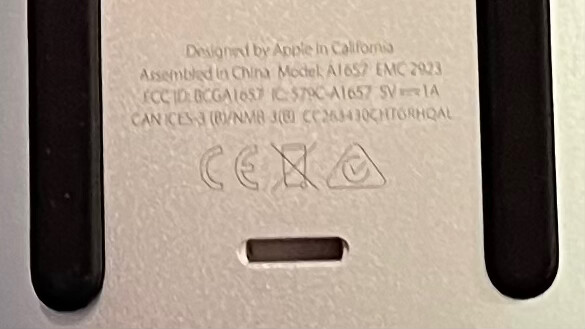 Designed by Apple in California
Assembled in China Model: A1657 EMC 2923
FCC ID: BCGA1657 IC: 579C-A1657 5V⎓1A
CAN ICES-3 (B)/NMB-3(B)